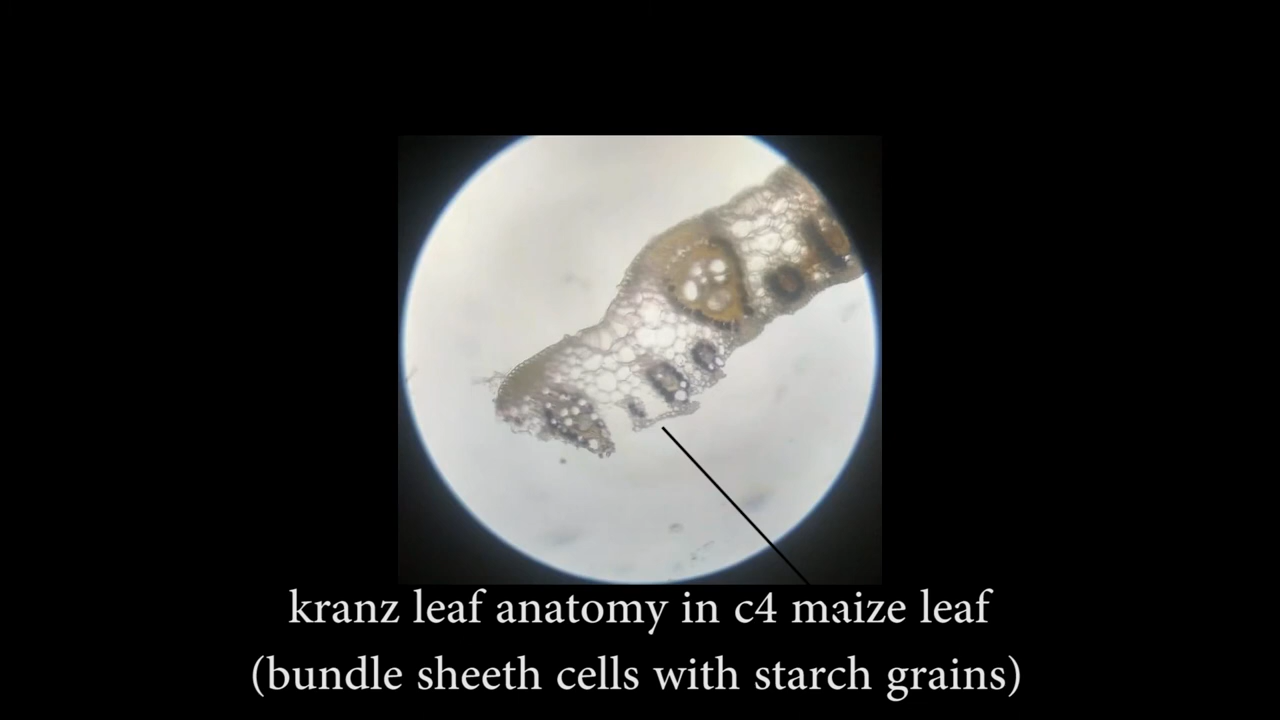 kranz leaf anatomy in c4 maize leaf
(bundle sheeth cells with starch grains)